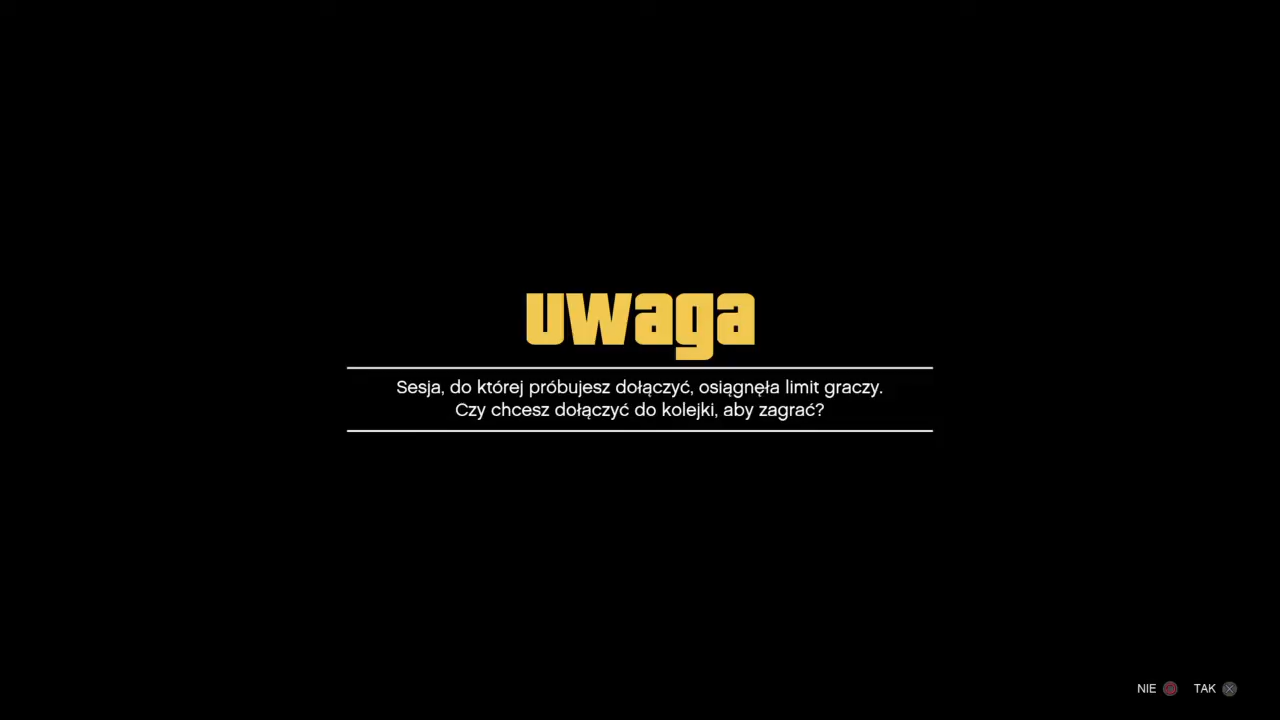 uwaga
Sesja, do której próbujesz dołączyć, osiągnęła limit graczy.
Czy chcesz dołączyć do kolejki, aby zagrać?
NIE TAK